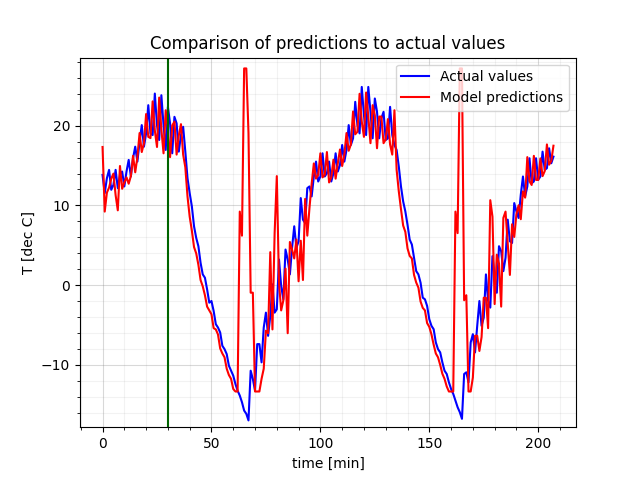 Comparison of predictions to actual values
Actual values
Model predictions
T [dec C]
20
10
0
−10
0 50 100 150 200
time [min]